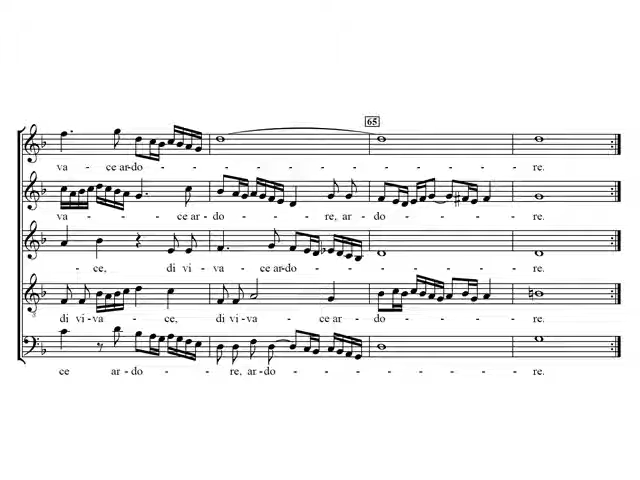 65
va - ce ar-do - - - - - - - - - re.
va - - ce ar - do - - - re, ar - do - - - - re.
- ce, di vi - va - ce ar-do - - - - - - re.
di vi - va - ce, di vi - va - ce ar - do - - - - re.
ce ar - do - - - re, ar - do - - - - - - re.